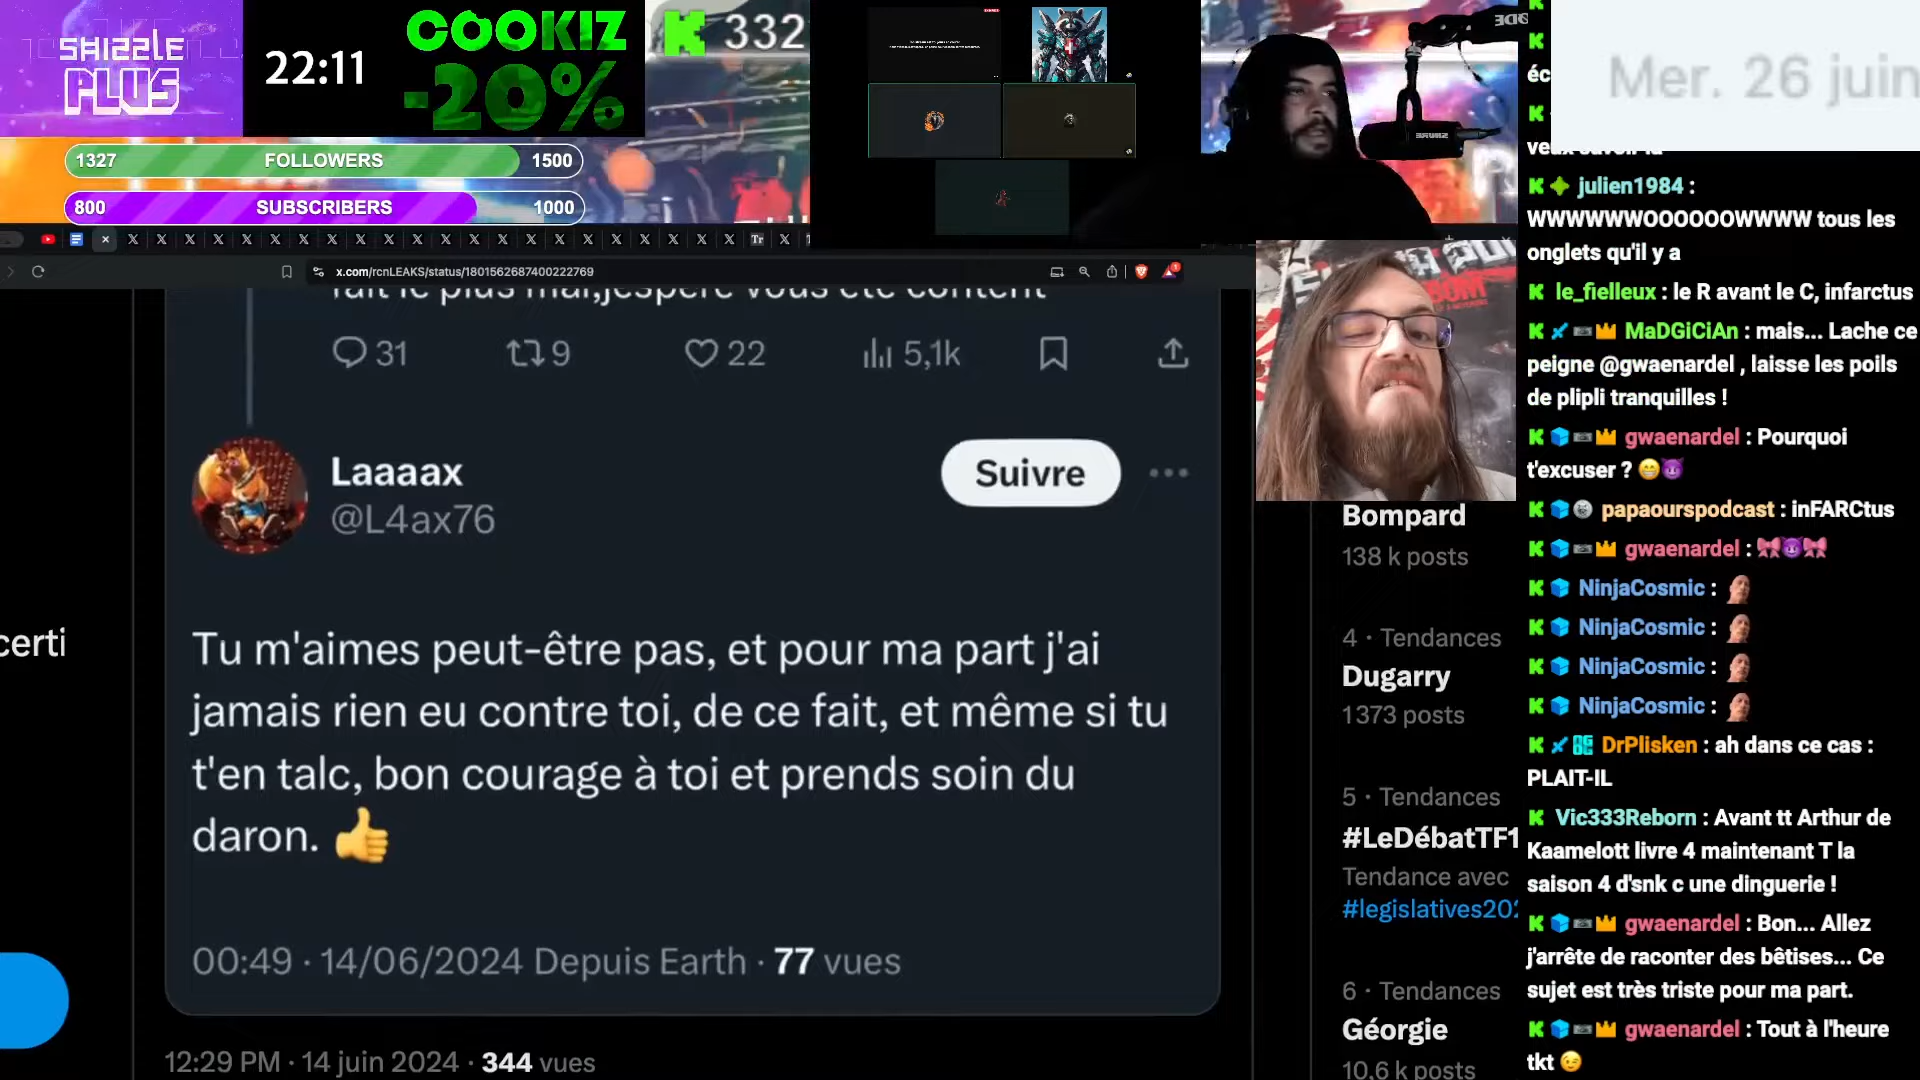 SHIZZLE
PLUS
22:11
COOKIZ
-20%
332
1327 FOLLOWERS 1500
800 SUBSCRIBERS 1000
Mer. 26 juin
x.com/rcnLEAKS/status/1801562687400222769
fait le plus mal,jespere vous ete content
31 9 22 5,1k
Laaaax
@L4ax76
Suivre
Tu m'aimes peut-être pas, et pour ma part j'ai
jamais rien eu contre toi, de ce fait, et même si tu
t'en talc, bon courage à toi et prends soin du
daron. 👍
00:49 · 14/06/2024 Depuis Earth · 77 vues
12:29 PM · 14 juin 2024 · 344 vues
certi
Bompard
138 k posts
4 · Tendances
Dugarry
1373 posts
5 · Tendances
#LeDébatTF1
Tendance avec
#legislatives202
6 · Tendances
Géorgie
10,6 k posts
éc
julien1984 :
WWWWWWOOOOOOWWWW tous les
onglets qu'il y a
le_fielleux : le R avant le C, infarctus
MaDGiCiAn : mais... Lache ce
peigne @gwaenardel , laisse les poils
de plipli tranquilles !
gwaenardel : Pourquoi
t'excuser ? 😁😈
papaourspodcast : inFARCtus
gwaenardel : 🎀😈🎀
NinjaCosmic :
NinjaCosmic :
NinjaCosmic :
NinjaCosmic :
DrPlisken : ah dans ce cas :
PLAIT-IL
Vic333Reborn : Avant tt Arthur de
Kaamelott livre 4 maintenant T la
saison 4 d'snk c une dinguerie !
gwaenardel : Bon... Allez
j'arrête de raconter des bêtises... Ce
sujet est très triste pour ma part.
gwaenardel : Tout à l'heure
tkt 😉